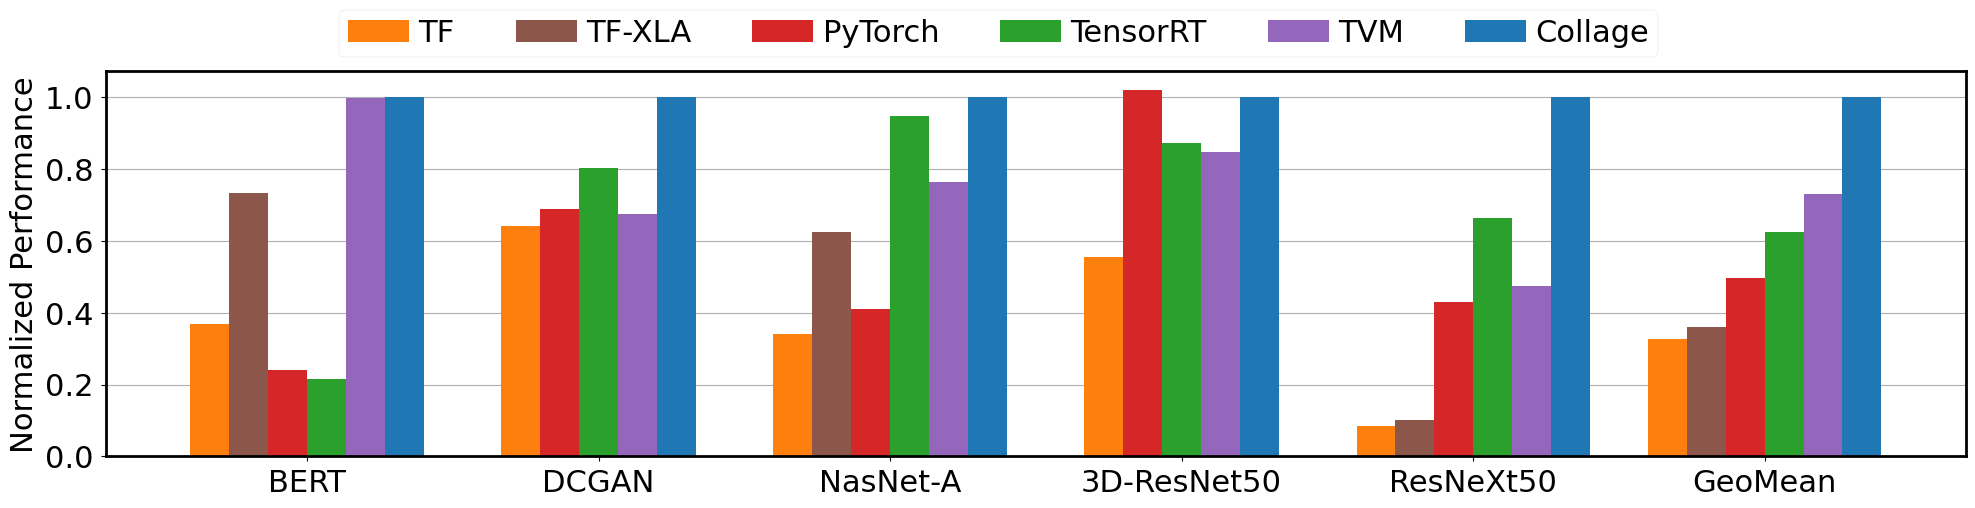 TF TF-XLA PyTorch TensorRT TVM Collage
Normalized Performance
1.0
0.8
0.6
0.4
0.2
0.0
BERT DCGAN NasNet-A 3D-ResNet50 ResNeXt50 GeoMean